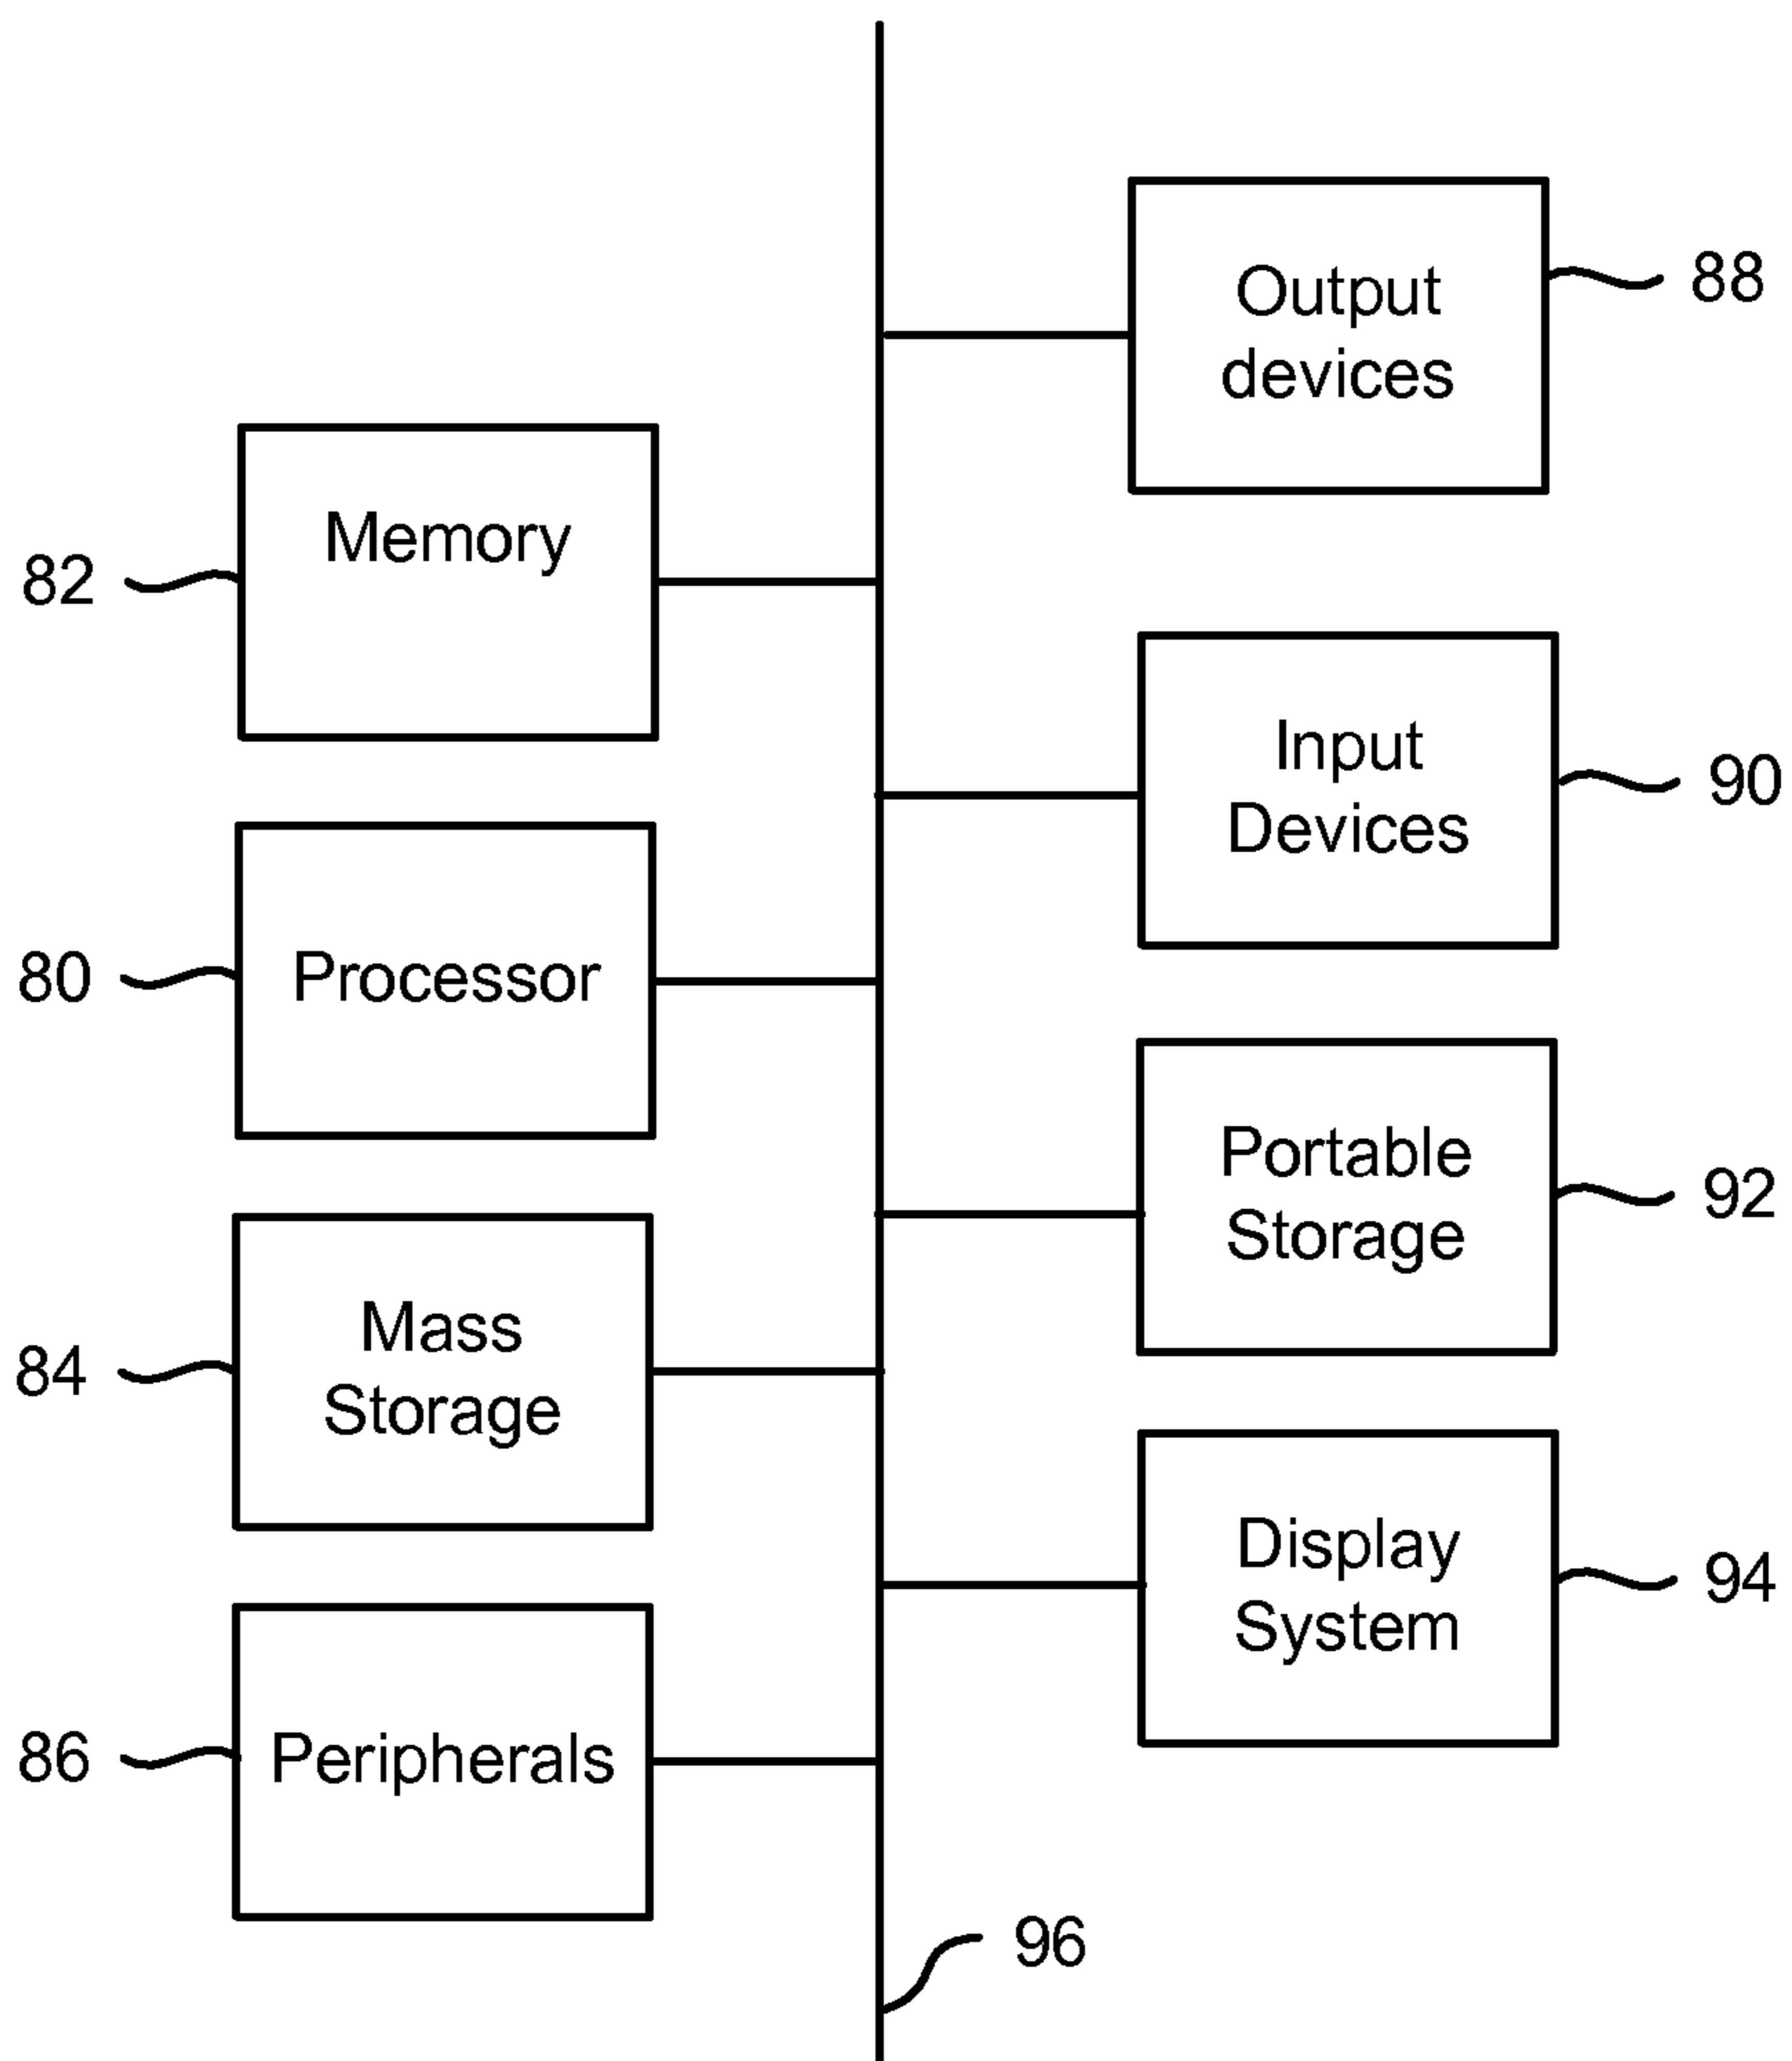 Output
devices
88
Memory
82
Input
Devices
90
Processor
80
Portable
Storage
92
Mass
Storage
84
Display
System
94
Peripherals
86
96